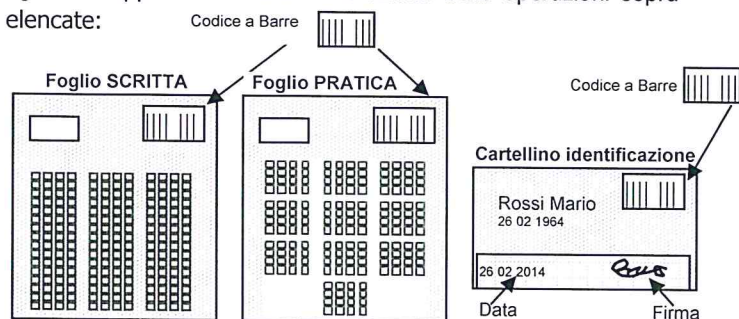 elencate:
Codice a Barre
Foglio SCRITTA
Foglio PRATICA
Codice a Barre
Cartellino identificazione
Rossi Mario
26 02 1964
26 02 2014
Data
Firma